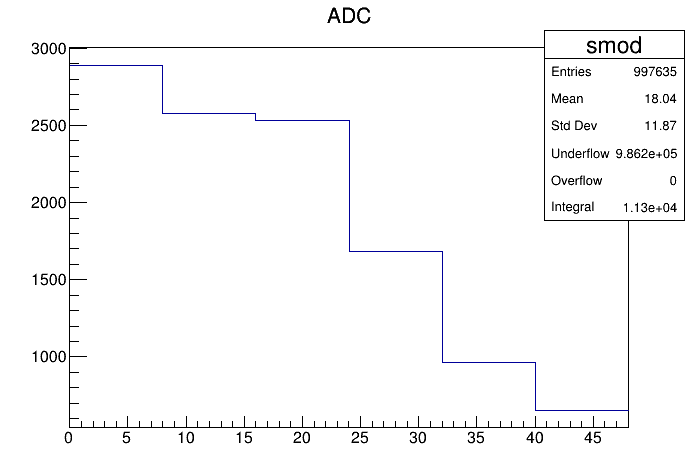 ADC
smod
Entries 997635
Mean 18.04
Std Dev 11.87
Underflow 9.862e+05
Overflow 0
Integral 1.13e+04
3000
2500
2000
1500
1000
0 5 10 15 20 25 30 35 40 45